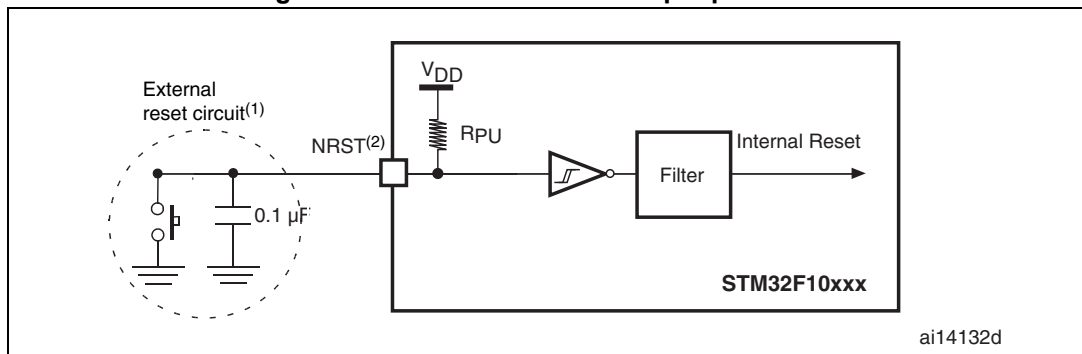 External
reset circuit(1)
VDD
RPU
NRST(2)
Internal Reset
Filter
0.1 µF
STM32F10xxx
ai14132d